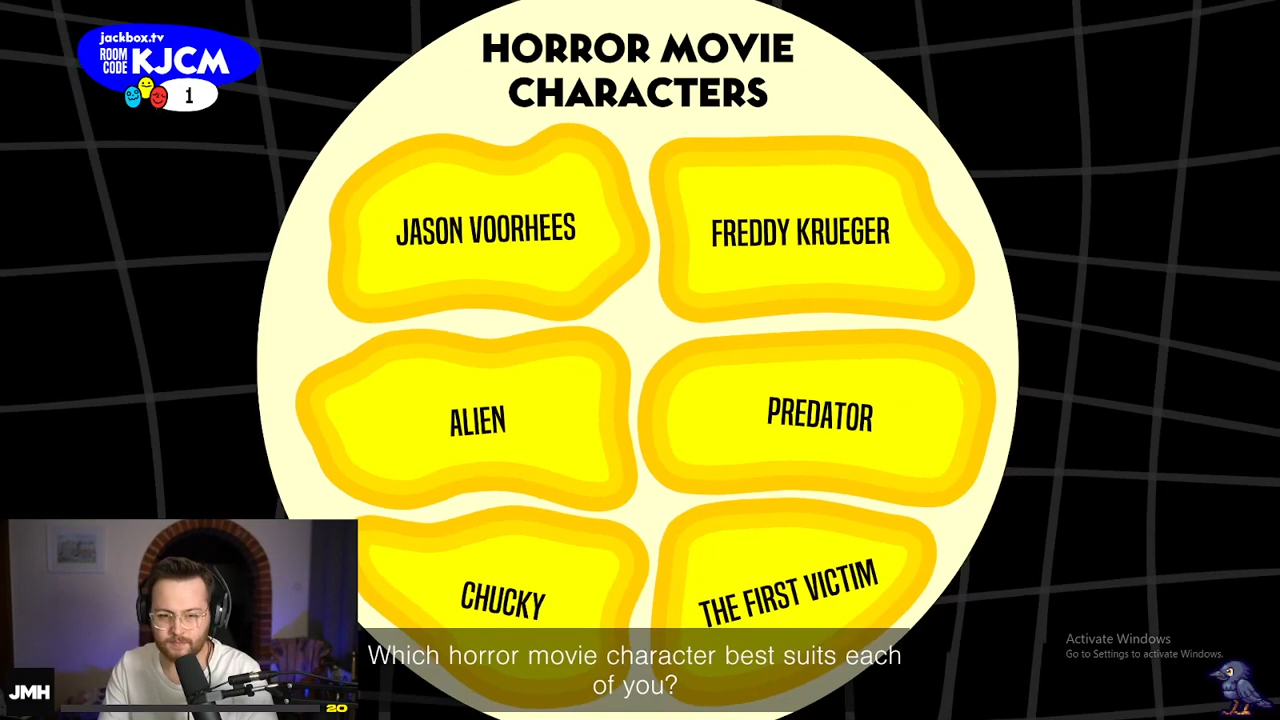 jackbox.tv
ROOM CODE KJCM
1
HORROR MOVIE
CHARACTERS
JASON VOORHEES
FREDDY KRUEGER
ALIEN
PREDATOR
CHUCKY
THE FIRST VICTIM
Which horror movie character best suits each
of you?
Activate Windows
Go to Settings to activate Windows.
JMH
20